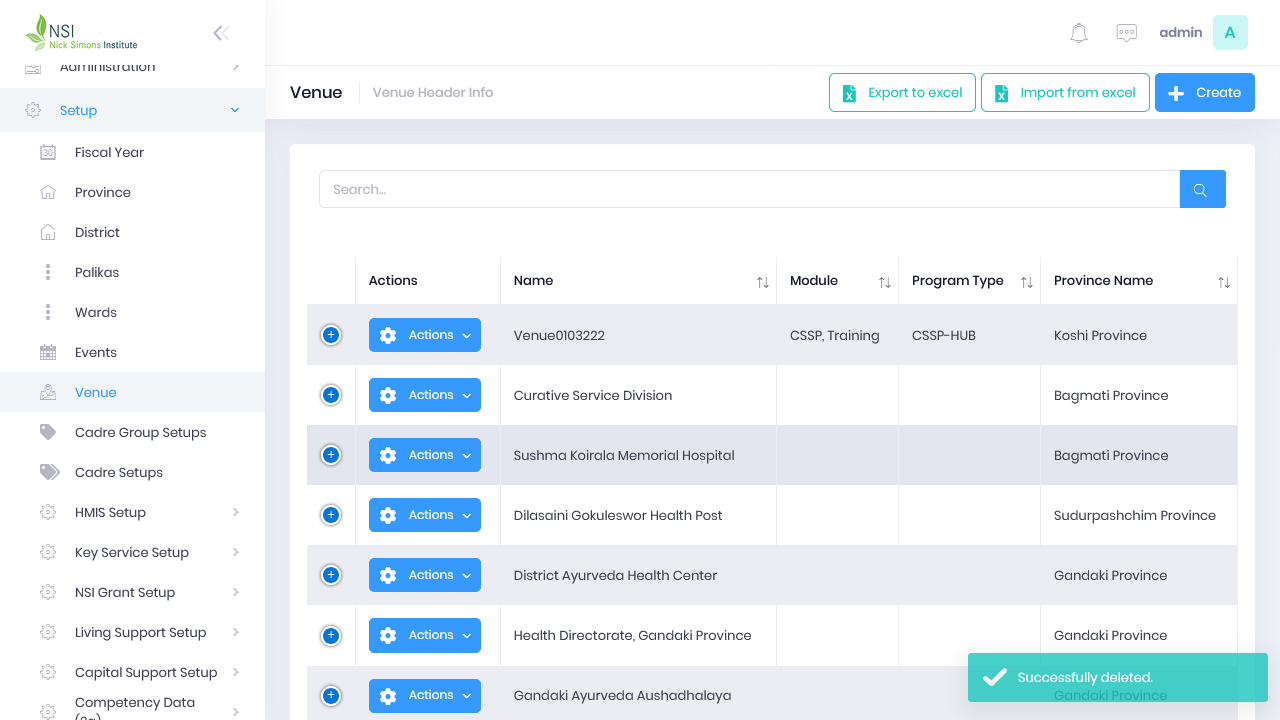 NSI
Nick Simons Institute
admin
A
Administration
Setup
Fiscal Year
30
Province
District
Palikas
Wards
Events
Venue
Cadre Group Setups
Cadre Setups
HMIS Setup
Key Service Setup
NSI Grant Setup
Living Support Setup
Capital Support Setup
Competency Data
Venue
Venue Header Info
Export to excel
Import from excel
Create
Search...
Actions Name Module Program Type Province Name
Actions Venue0103222 CSSP, Training CSSP-HUB Koshi Province
Actions Curative Service Division Bagmati Province
Actions Sushma Koirala Memorial Hospital Bagmati Province
Actions Dilasaini Gokuleswor Health Post Sudurpashchim Province
Actions District Ayurveda Health Center Gandaki Province
Actions Health Directorate, Gandaki Province Gandaki Province
Actions Gandaki Ayurveda Aushadhalaya Gandaki Province
Successfully deleted.